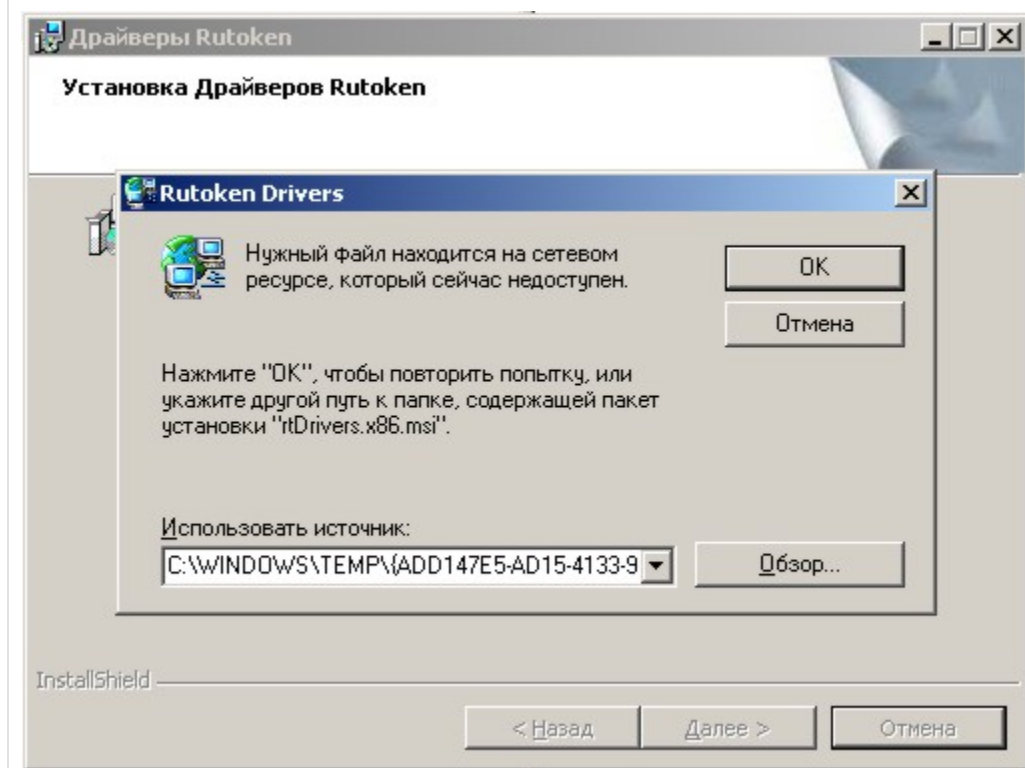 Драйверы Rutoken
Установка Драйверов Rutoken
Rutoken Drivers
Нужный файл находится на сетевом
ресурсе, который сейчас недоступен.
OK
Отмена
Нажмите "OK", чтобы повторить попытку, или
укажите другой путь к папке, содержащей пакет
установки "rtDrivers.x86.msi".
Использовать источник:
C:\WINDOWS\TEMP\{ADD147E5-AD15-4133-9
Обзор...
InstallShield
< Назад
Далее >
Отмена